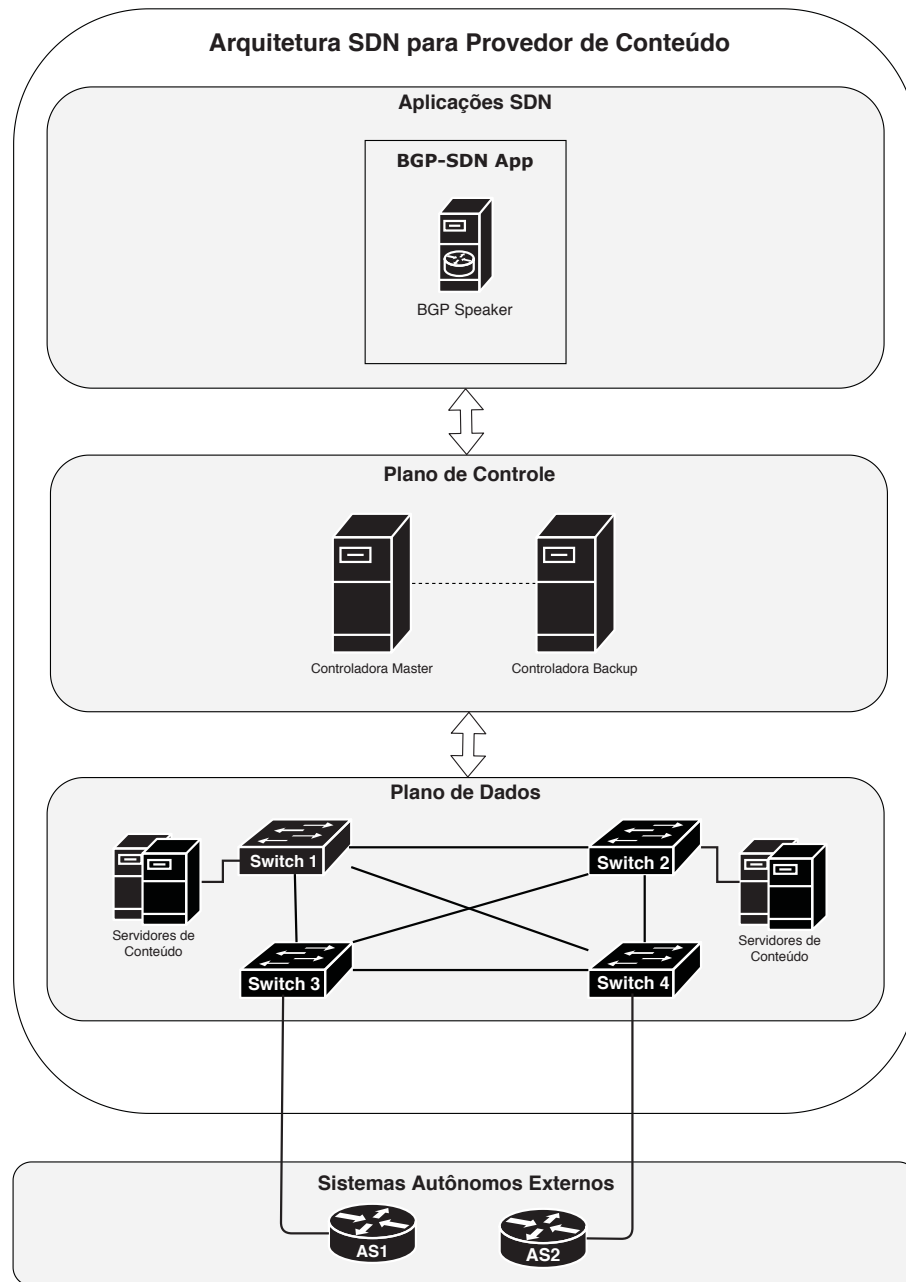 Arquitetura SDN para Provedor de Conteúdo
Aplicações SDN
BGP-SDN App
BGP Speaker
Plano de Controle
Controladora Master
Controladora Backup
Plano de Dados
Switch 1
Switch 2
Servidores de
Conteúdo
Servidores de
Conteúdo
Switch 3
Switch 4
Sistemas Autônomos Externos
AS1
AS2